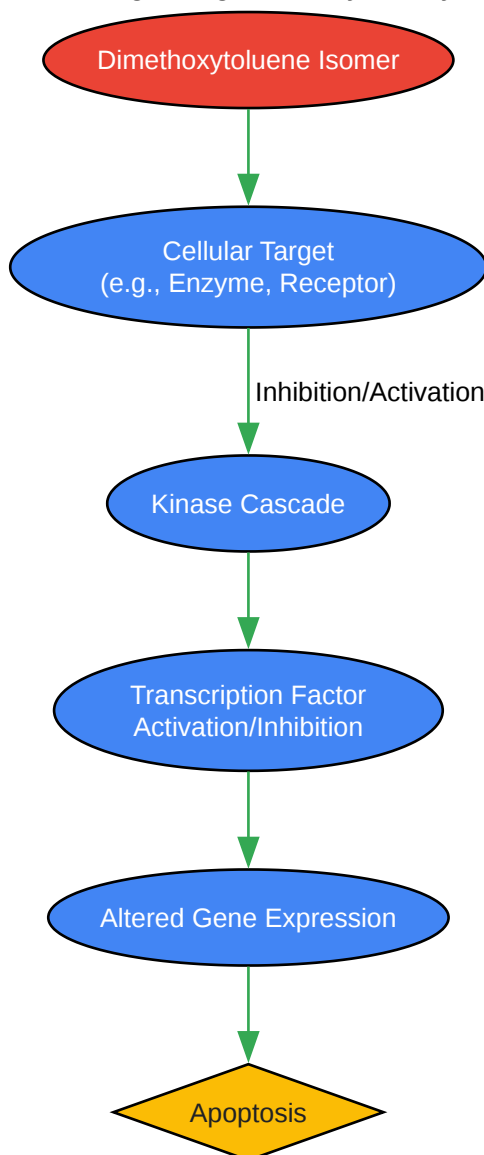 Dimethoxytoluene Isomer
Cellular Target
(e.g., Enzyme, Receptor)
Inhibition/Activation
Kinase Cascade
Transcription Factor
Activation/Inhibition
Altered Gene Expression
Apoptosis